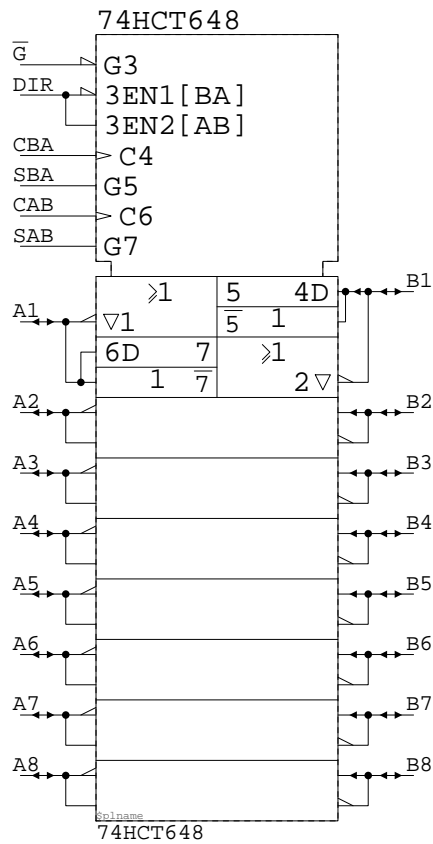 74HCT648
G̅
G3
DIR
3EN1[BA]
3EN2[AB]
CBA
C4
SBA
G5
CAB
C6
SAB
G7
⩾1 5 4D B1
A1 ▽1 5̅ 1
6D 7 ⩾1
1 7̅ 2▽
A2 B2
A3 B3
A4 B4
A5 B5
A6 B6
A7 B7
A8 B8
$plname
74HCT648